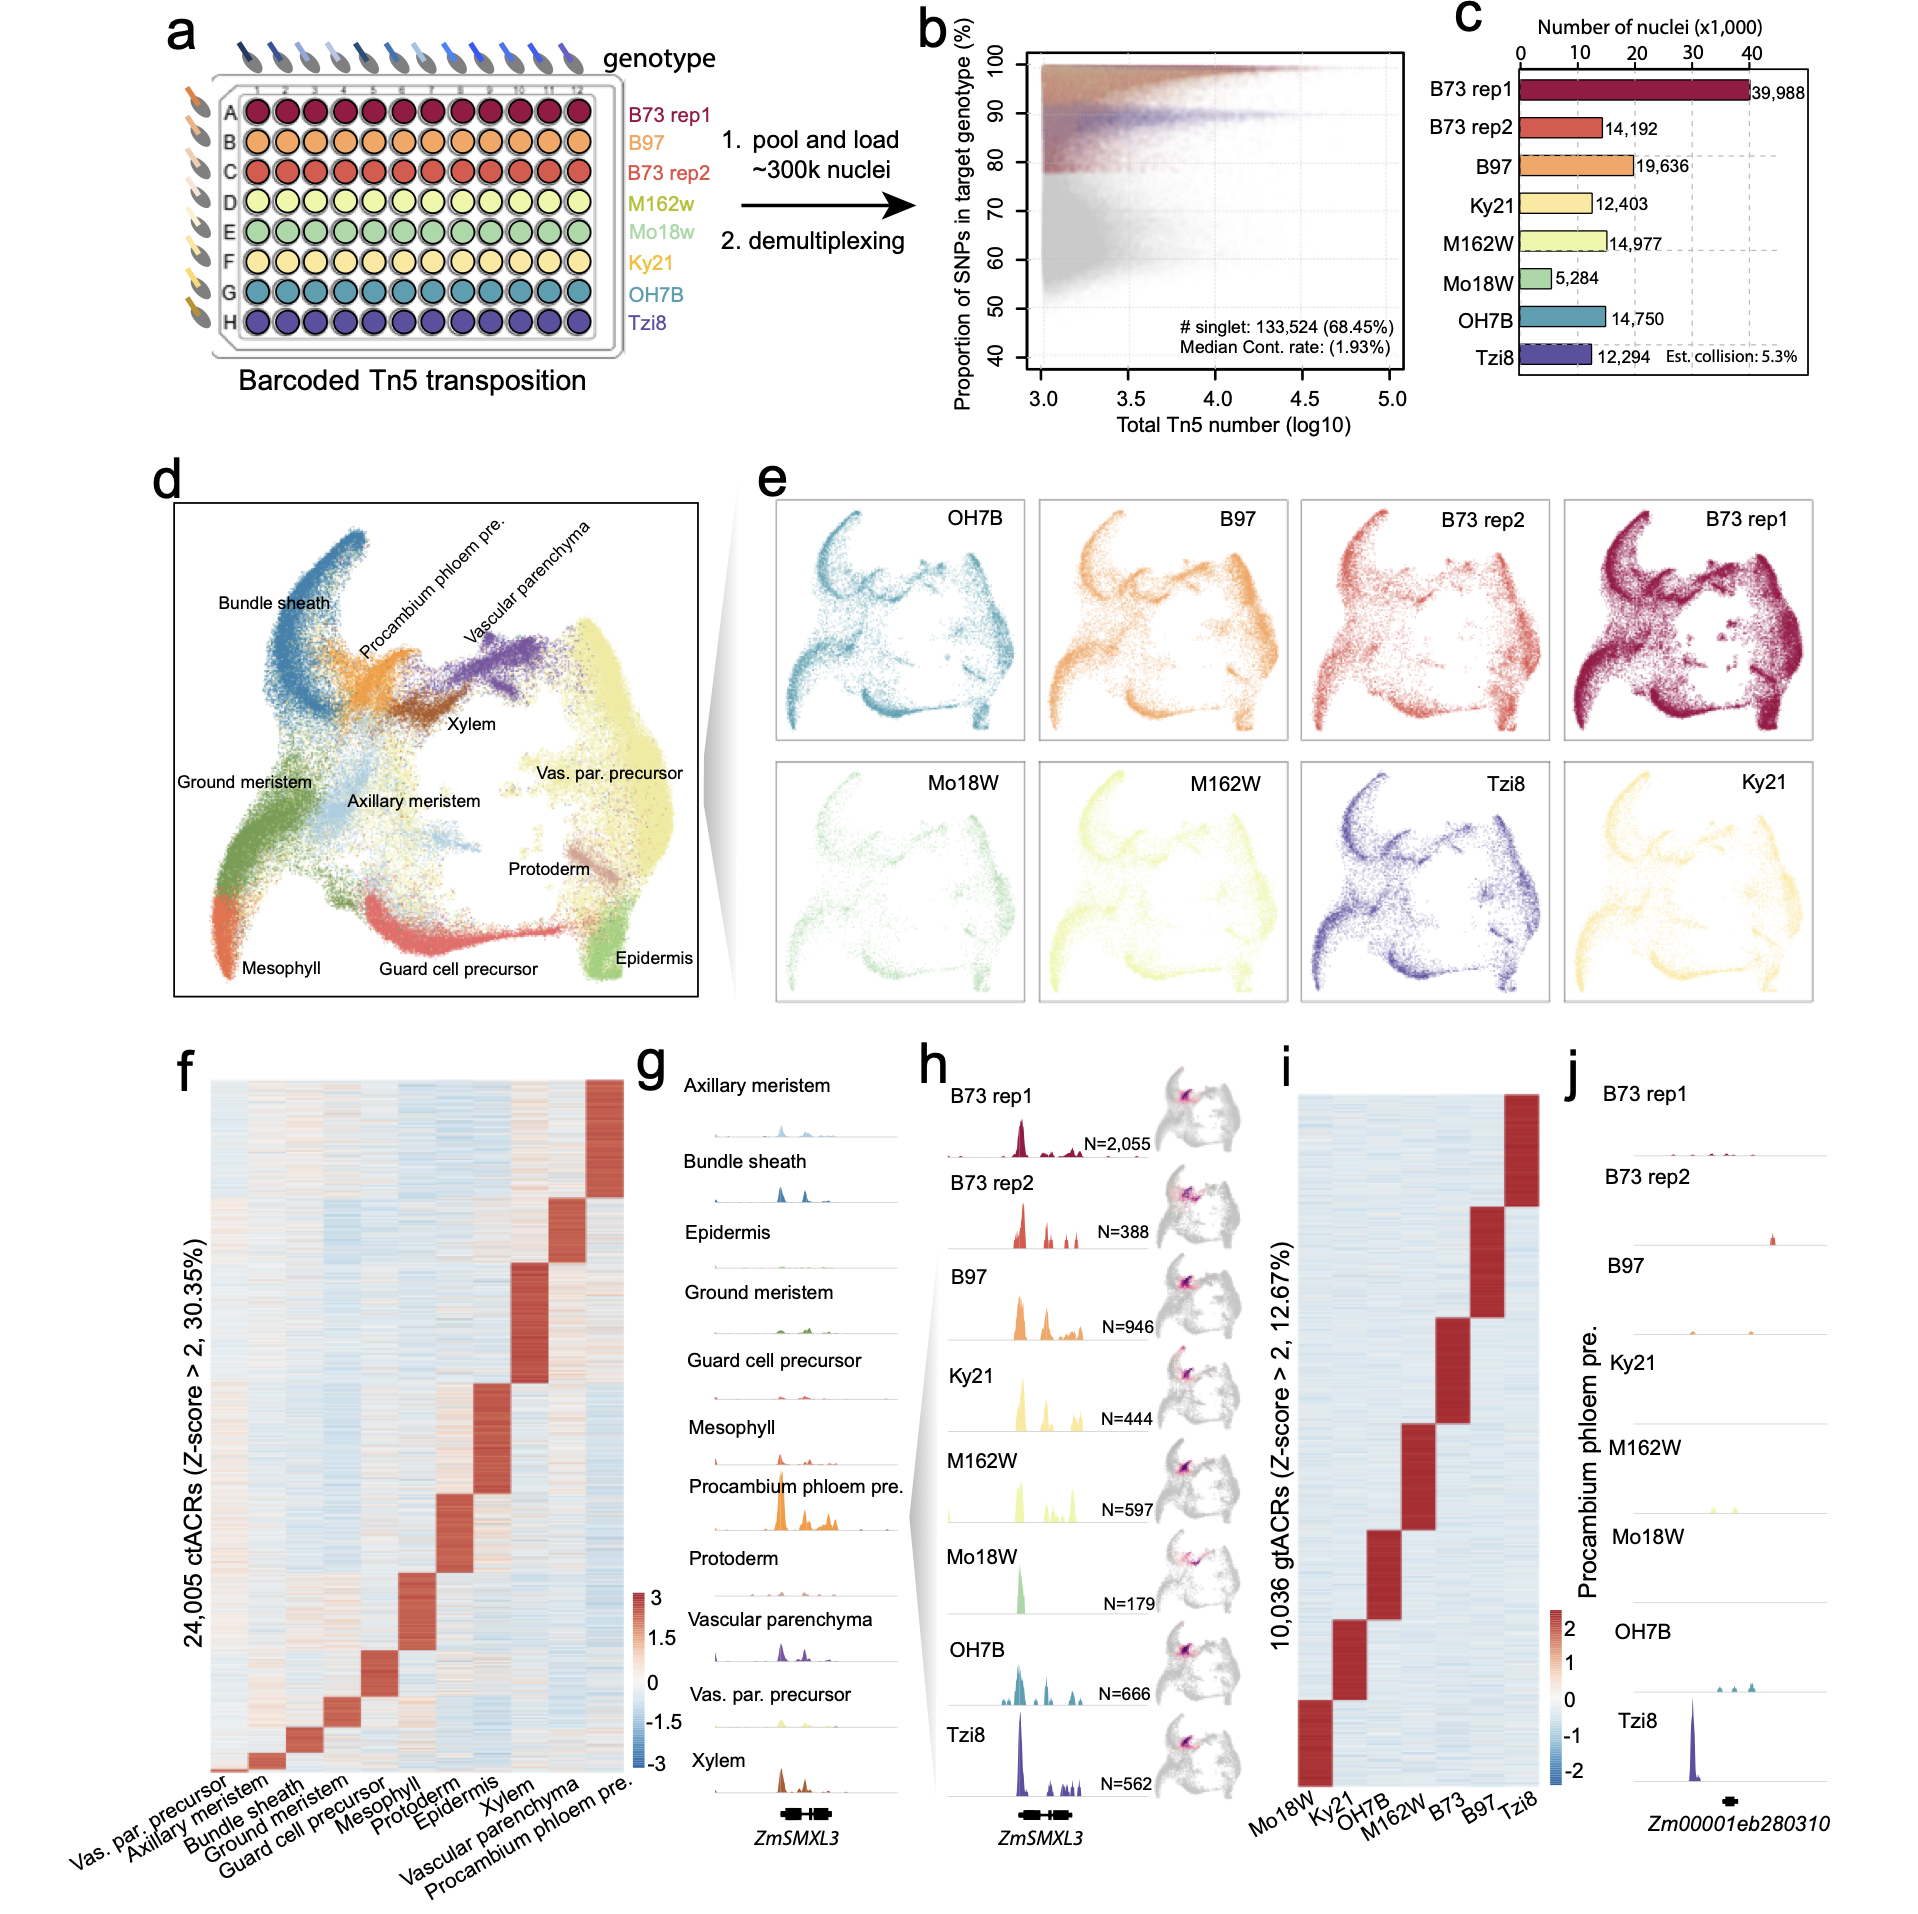 a
genotype
1 2 3 4 5 6 7 8 9 10 11 12
A
B
C
D
E
F
G
H
B73 rep1
B97
B73 rep2
M162w
Mo18w
Ky21
OH7B
Tzi8
Barcoded Tn5 transposition
1. pool and load
~300k nuclei
2. demultiplexing
b
Proportion of SNPs in target genotype (%)
100
90
80
70
60
50
40
# singlet: 133,524 (68.45%)
Median Cont. rate: (1.93%)
3.0 3.5 4.0 4.5 5.0
Total Tn5 number (log10)
c
Number of nuclei (x1,000)
0 10 20 30 40
B73 rep1 39,988
B73 rep2 14,192
B97 19,636
Ky21 12,403
M162W 14,977
Mo18W 5,284
OH7B 14,750
Tzi8 12,294 Est. collision: 5.3%
d
Bundle sheath
Procambium phloem pre.
Vascular parenchyma
Xylem
Ground meristem
Axillary meristem
Vas. par. precursor
Protoderm
Mesophyll
Guard cell precursor
Epidermis
e
OH7B
B97
B73 rep2
B73 rep1
Mo18W
M162W
Tzi8
Ky21
f
24,005 ctACRs (Z-score > 2, 30.35%)
3
1.5
0
-1.5
-3
Vas. par. precursor
Axillary meristem
Bundle sheath
Ground meristem
Guard cell precursor
Mesophyll
Protoderm
Epidermis
Xylem
Vascular parenchyma
Procambium phloem pre.
g
Axillary meristem
Bundle sheath
Epidermis
Ground meristem
Guard cell precursor
Mesophyll
Procambium phloem pre.
Protoderm
Vascular parenchyma
Vas. par. precursor
Xylem
ZmSMXL3
h
B73 rep1
N=2,055
B73 rep2
N=388
B97
N=946
Ky21
N=444
M162W
N=597
Mo18W
N=179
OH7B
N=666
Tzi8
N=562
ZmSMXL3
i
10,036 gtACRs (Z-score > 2, 12.67%)
2
1
0
-1
-2
Mo18W
Ky21
OH7B
M162W
B73
B97
Tzi8
j
Procambium phloem pre.
B73 rep1
B73 rep2
B97
Ky21
M162W
Mo18W
OH7B
Tzi8
Zm00001eb280310